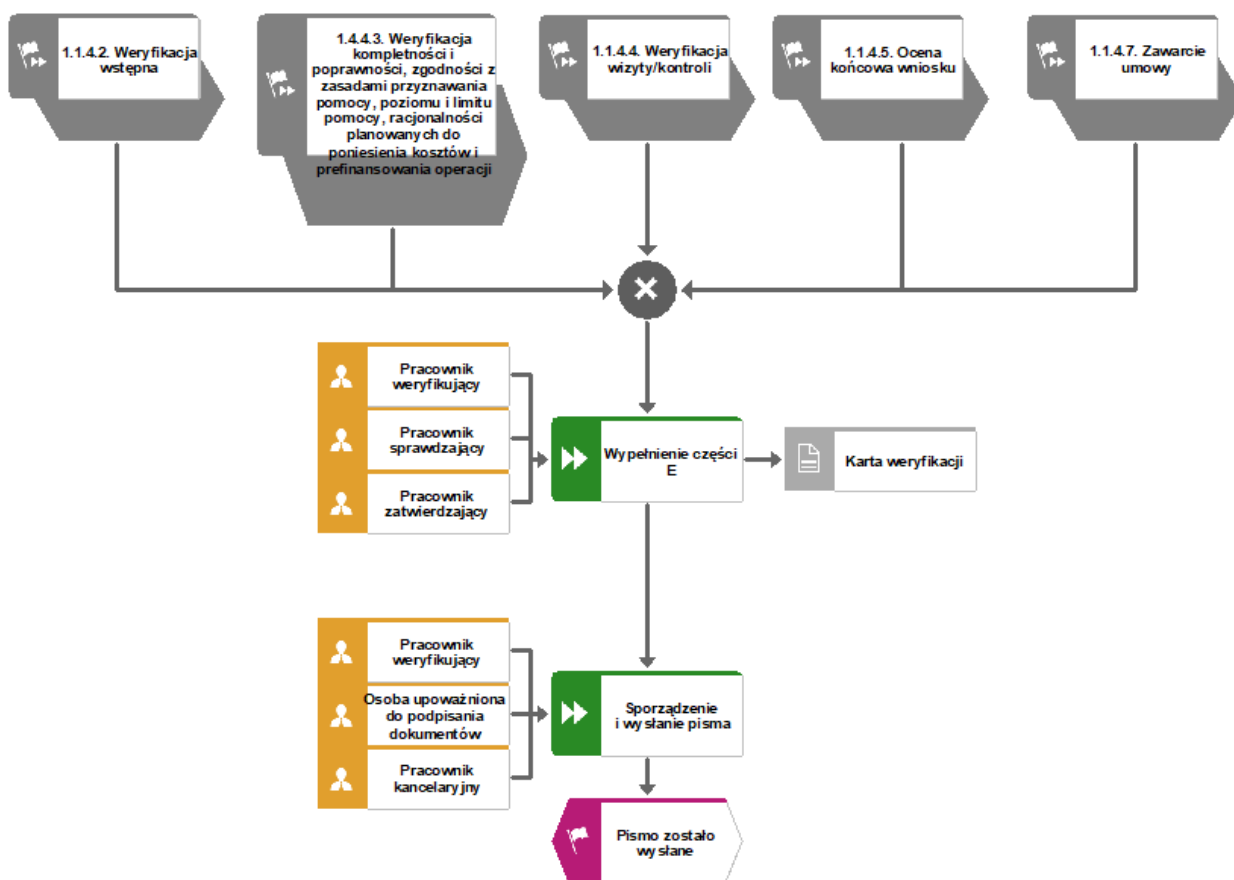 1.1.4.2. Weryfikacja
wstępna
1.4.4.3. Weryfikacja
kompletności i
poprawności, zgodności z
zasadami przyznawania
pomocy, poziomu i limitu
pomocy, racjonalności
planowanych do
poniesienia kosztów i
prefinansowania operacji
1.1.4.4. Weryfikacja
wizyty/kontroli
1.1.4.5. Ocena
końcowa wniosku
1.1.4.7. Zawarcie
umowy
Pracownik
weryfikujący
Pracownik
sprawdzający
Pracownik
zatwierdzający
Wypełnienie części
E
Karta weryfikacji
Pracownik
weryfikujący
Osoba upoważniona
do podpisania
dokumentów
Pracownik
kancelaryjny
Sporządzenie
i wysłanie pisma
Pismo zostało
wysłane